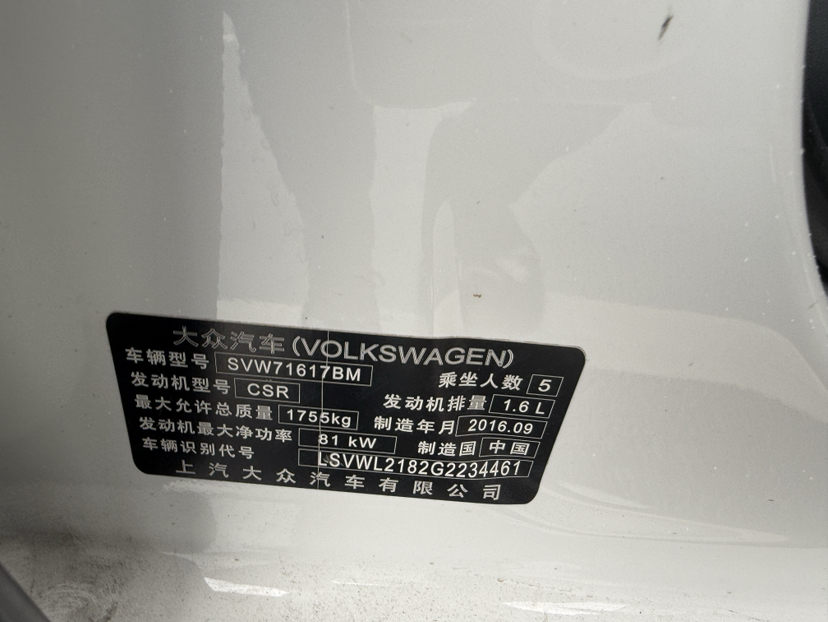 大众汽车(VOLKSWAGEN)
车辆型号 SVW71617BM 乘坐人数 5
发动机型号 CSR 发动机排量 1.6 L
最大允许总质量 1755kg 制造年月 2016.09
发动机最大净功率 81 kW 制造国 中国
车辆识别代号 LSVWL2182G2234461
上汽大众汽车有限公司